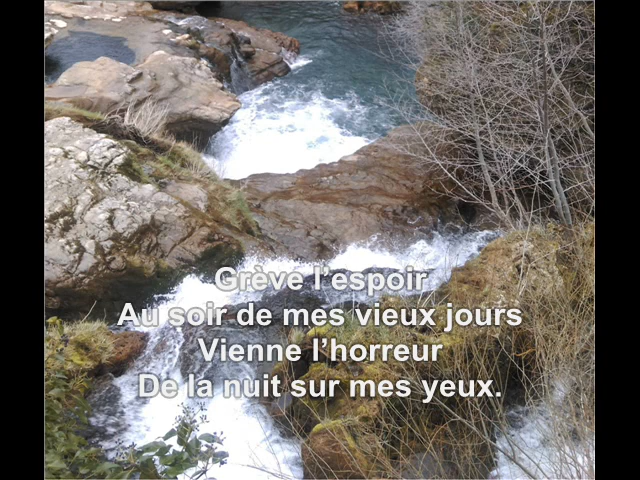 Grève l'espoir
Au soir de mes vieux jours
Vienne l'horreur
De la nuit sur mes yeux.